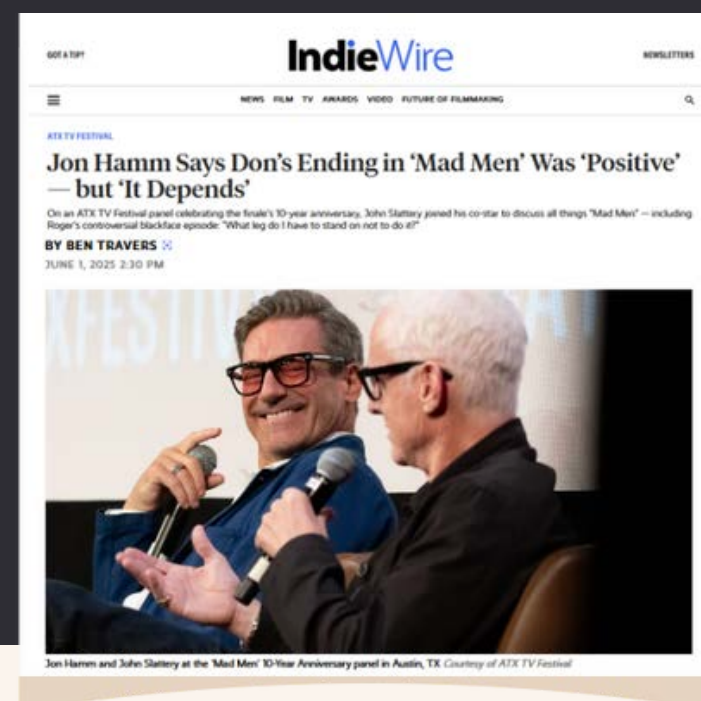 GOT A TIP?
IndieWire
NEWSLETTERS
NEWS FILM TV AWARDS VIDEO FUTURE OF FILMMAKING
ATX TV FESTIVAL
Jon Hamm Says Don's Ending in ‘Mad Men’ Was ‘Positive’
— but ‘It Depends’
On an ATX TV Festival panel celebrating the finale's 10-year anniversary, John Slattery joined his co-star to discuss all things "Mad Men" — including
Roger's controversial blackface episode: "What leg do I have to stand on not to do it?"
BY BEN TRAVERS
JUNE 1, 2025 2:30 PM
XFESTIV
Jon Hamm and John Slattery at the 'Mad Men' 10-Year Anniversary panel in Austin, TX Courtesy of ATX TV Festival